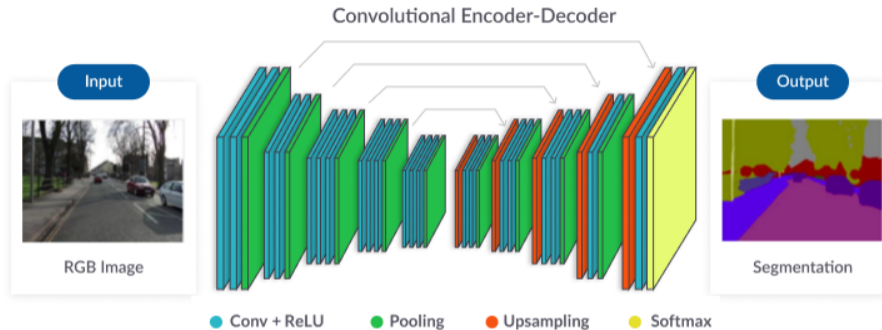 Convolutional Encoder-Decoder
Input
Output
RGB Image
Segmentation
Conv + ReLU
Pooling
Upsampling
Softmax